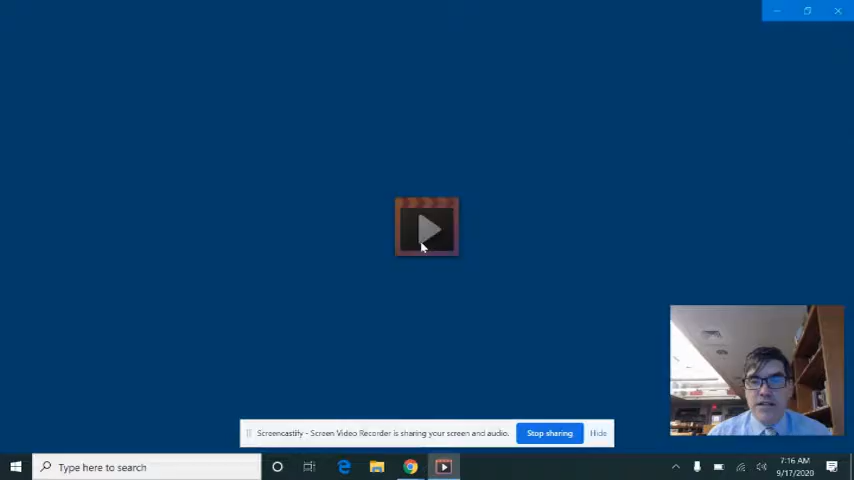 Screencastify - Screen Video Recorder is sharing your screen and audio.
Stop sharing
Hide
Type here to search
7:16 AM
9/17/2020